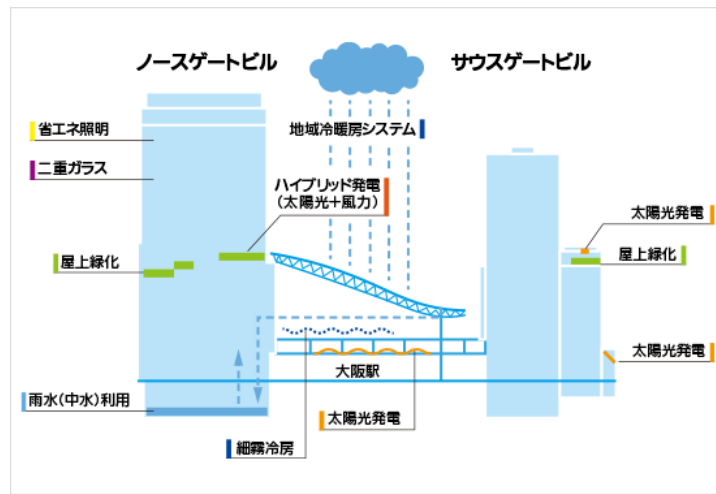 ノースゲートビル
サウスゲートビル
省エネ照明
地域冷暖房システム
二重ガラス
ハイブリッド発電
(太陽光+風力)
太陽光発電
屋上緑化
屋上緑化
太陽光発電
大阪駅
雨水(中水)利用
太陽光発電
細霧冷房